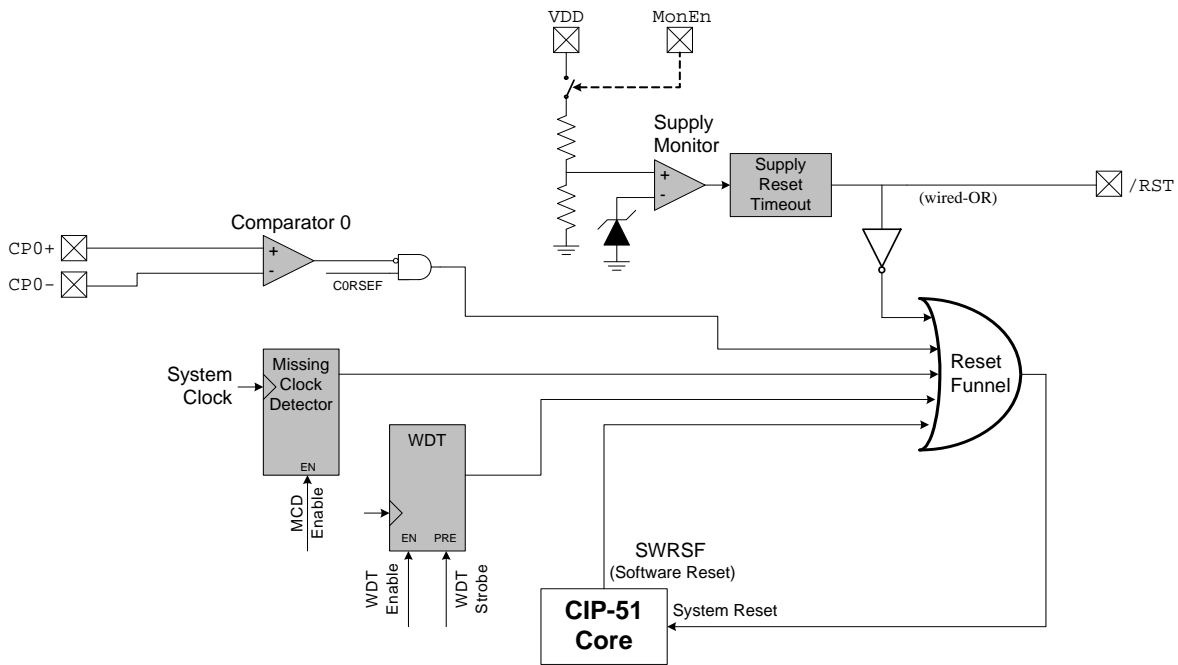 VDD
MonEn
Supply
Monitor
+
-
Supply
Reset
Timeout
(wired-OR)
/RST
Comparator 0
CP0+
CP0-
+
-
C0RSEF
System
Clock
Missing
Clock
Detector
EN
MCD
Enable
WDT
EN
PRE
WDT
Enable
WDT
Strobe
Reset
Funnel
SWRSF
(Software Reset)
CIP-51
Core
System Reset